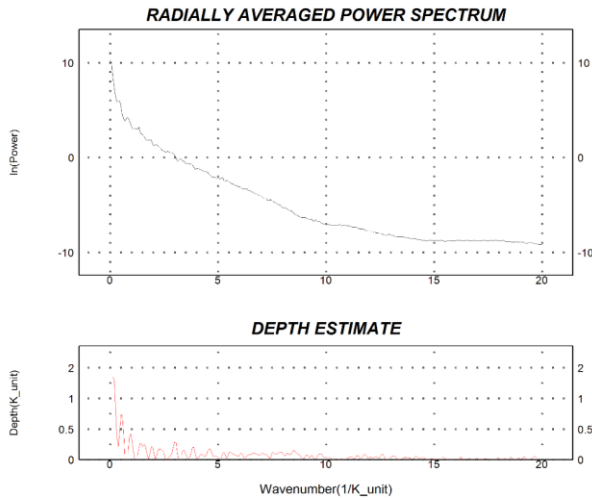 RADIALLY AVERAGED POWER SPECTRUM
10 10
ln(Power)
0 0
-10 -10
0 5 10 15 20
DEPTH ESTIMATE
2 2
Depth(K_unit)
1 1
0.5 0.5
0 0
0 5 10 15 20
Wavenumber(1/K_unit)